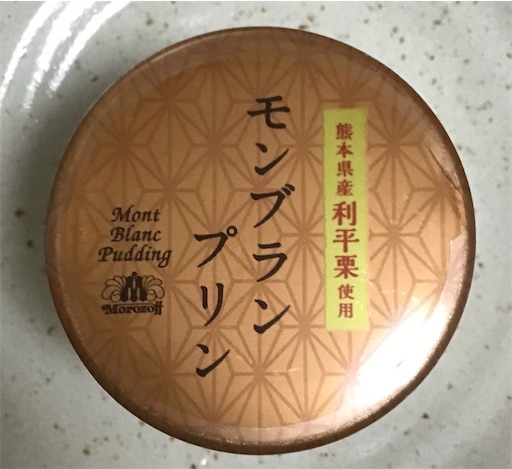 熊本県産利平栗使用
モンブラン
プリン
Mont
Blanc
Pudding
Morozoff